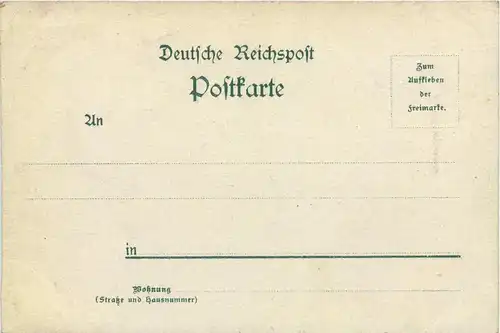 Deutsche Reichspost
Postkarte
Zum
Aufkleben
der
Freimarke.
An
in
Wohnung
(Straße und Hausnummer)